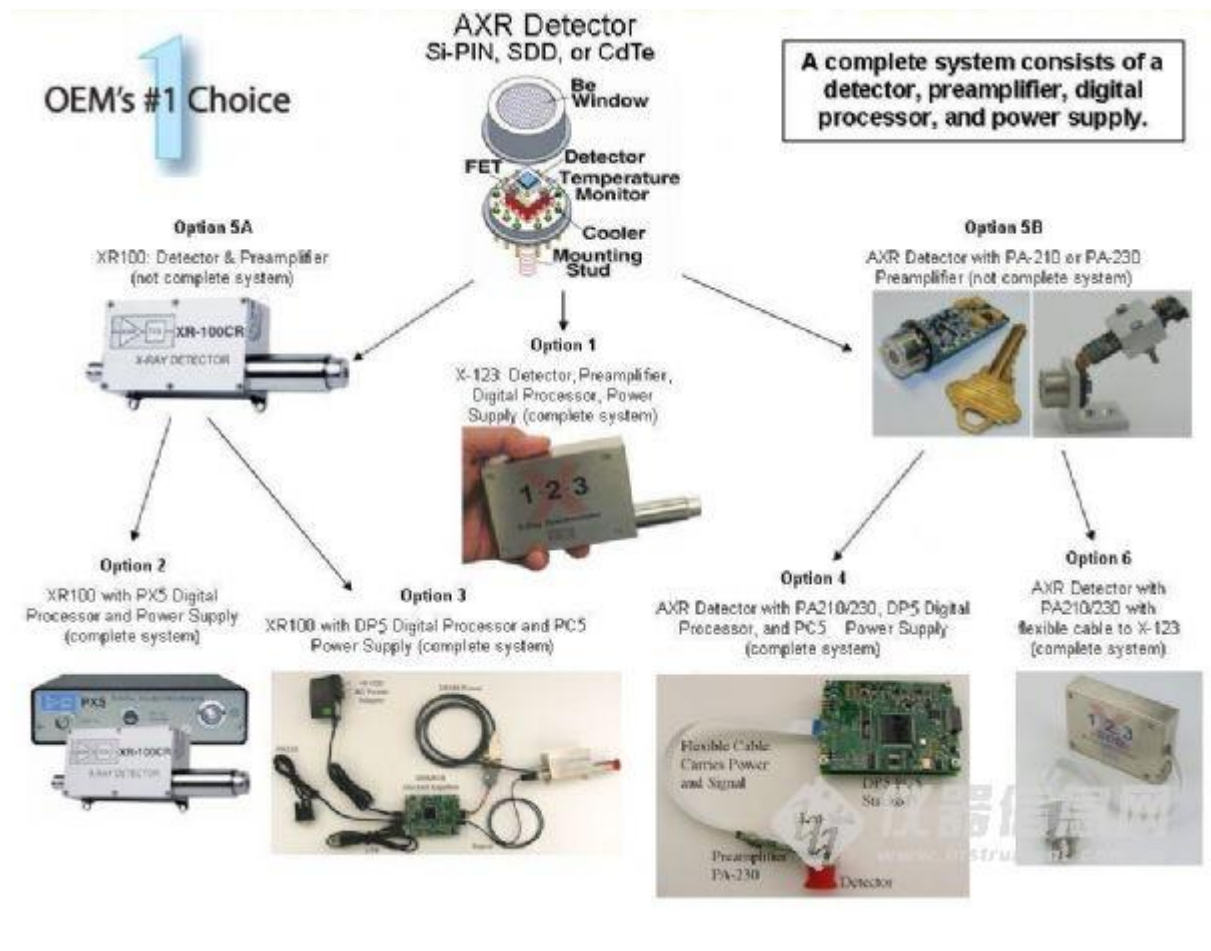 AXR Detector
Si-PIN, SDD, or CdTe
OEM's #1 Choice
A complete system consists of a
detector, preamplifier, digital
processor, and power supply.
Be
Window
FET
Detector
Temperature
Monitor
Cooler
Mounting
Stud
Option 5A
XR100: Detector & Preamplifier
(not complete system)
XR-100CR
X-RAY DETECTOR
Option 1
X-123: Detector, Preamplifier,
Digital Processor, Power
Supply (complete system)
1 2 3
Option 5B
AXR Detector with PA-210 or PA-230
Preamplifier (not complete system)
Option 2
XR100 with PX5 Digital
Processor and Power Supply
(complete system)
PX5
XR-100CR
X-RAY DETECTOR
Option 3
XR100 with DP5 Digital Processor and PC5
Power Supply (complete system)
Option 4
AXR Detector with PA210/230, DP5 Digital
Processor, and PC5 Power Supply
(complete system)
Flexible Cable
Carries Power
and Signal
Preamplifier
PA-230
Detector
Option 6
AXR Detector with
PA210/230 with
flexible cable to X-123
(complete system)
1 2 3
仪器信息网